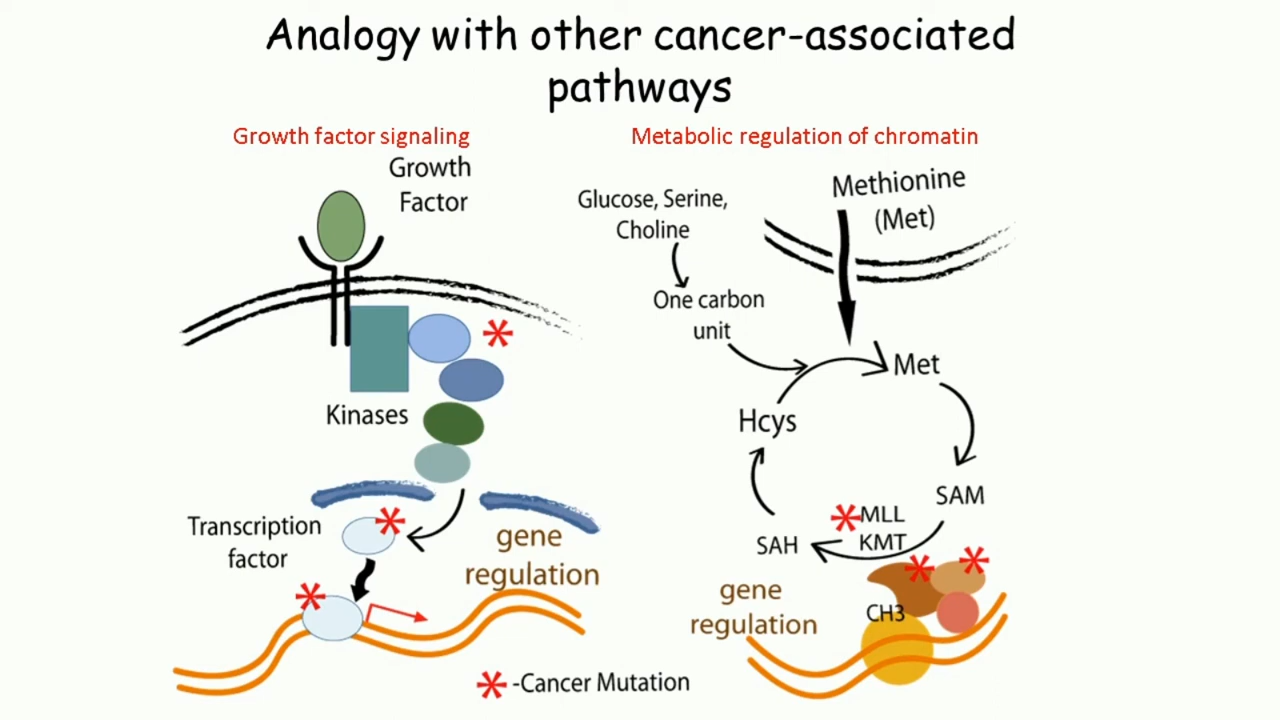 Analogy with other cancer-associated
pathways
Growth factor signaling
Growth
Factor
Kinases
Transcription
factor
gene
regulation
Metabolic regulation of chromatin
Glucose, Serine,
Choline
Methionine
(Met)
One carbon
unit
Met
Hcys
SAM
MLL
KMT
SAH
gene
regulation
CH3
* -Cancer Mutation